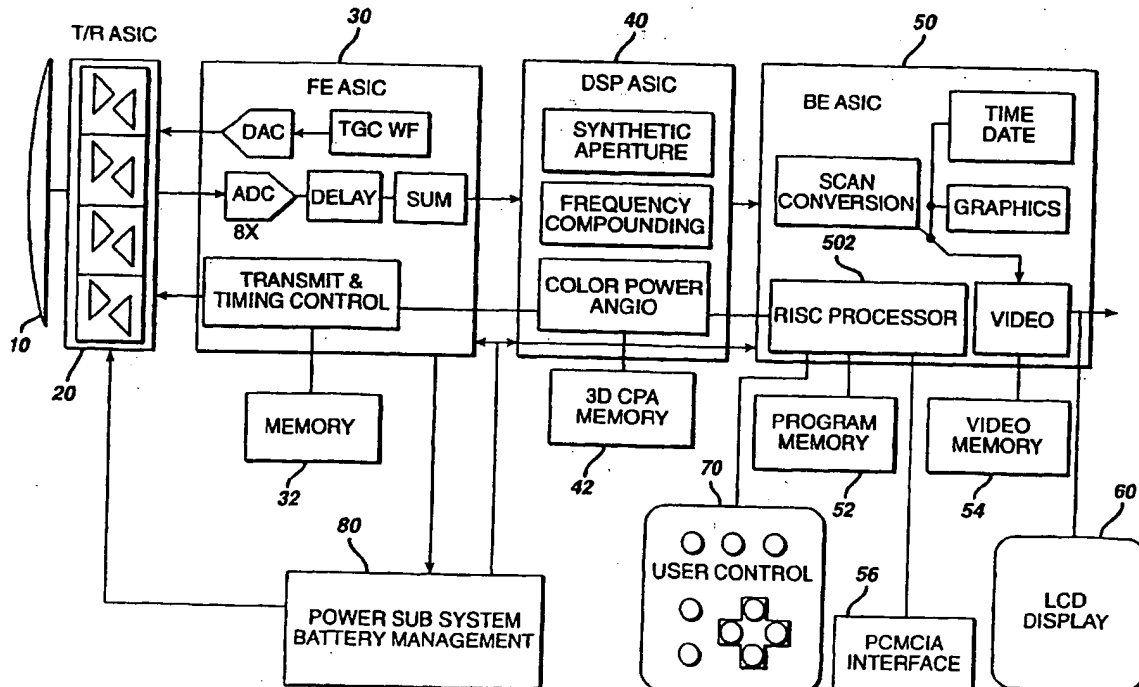 30
40
50
T/R ASIC
FE ASIC
DSP ASIC
BE ASIC
DAC
TGC WF
SYNTHETIC
APERTURE
TIME
DATE
ADC
DELAY
SUM
8X
FREQUENCY
COMPOUNDING
SCAN
CONVERSION
GRAPHICS
502
TRANSMIT &
TIMING CONTROL
COLOR POWER
ANGIO
RISC PROCESSOR
VIDEO
10
20
MEMORY
32
3D CPA
MEMORY
42
PROGRAM
MEMORY
52
VIDEO
MEMORY
54
70
60
80
USER CONTROL
56
POWER SUB SYSTEM
BATTERY MANAGEMENT
PCMCIA
INTERFACE
LCD
DISPLAY